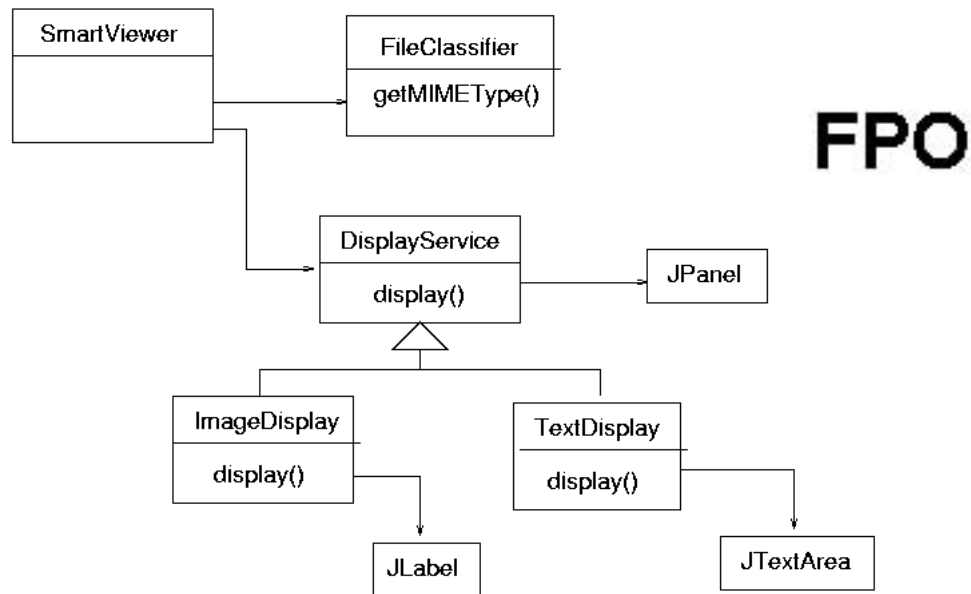 SmartViewer
FileClassifier
getMIMEType()
FPO
DisplayService
display()
JPanel
ImageDisplay
display()
TextDisplay
display()
JLabel
JTextArea